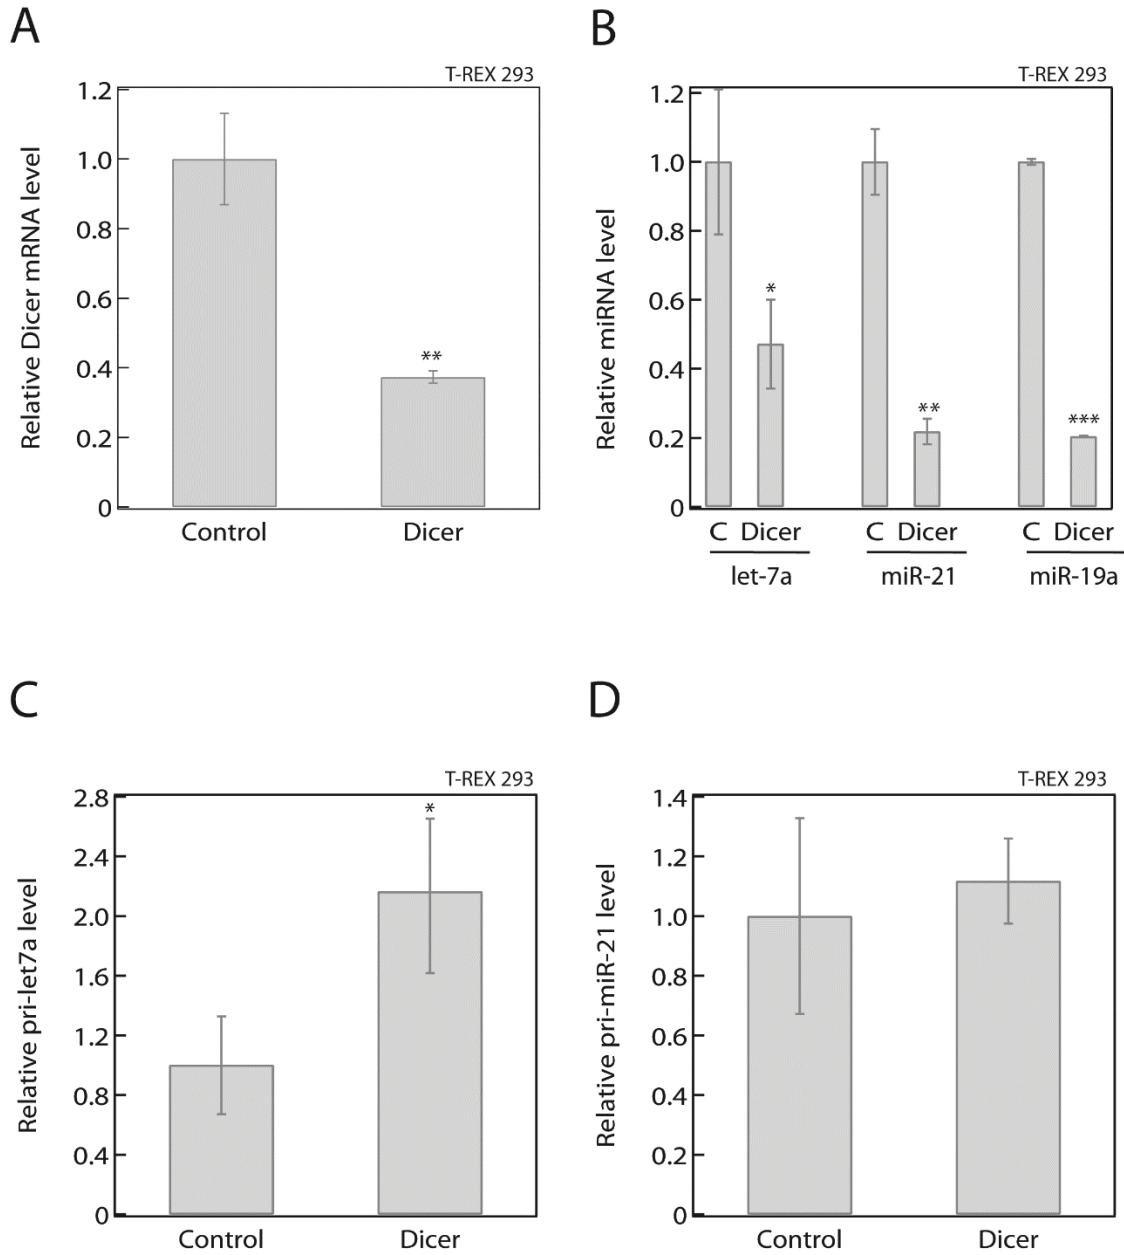 A
T-REX 293
Relative Dicer mRNA level
1.2
1.0
0.8
0.6
0.4
0.2
0
**
Control Dicer
B
T-REX 293
Relative miRNA level
1.2
1.0
0.8
0.6
0.4
0.2
0
*
**
***
C Dicer C Dicer C Dicer
let-7a miR-21 miR-19a
C
T-REX 293
Relative pri-let7a level
2.8
2.4
2.0
1.6
1.2
0.8
0.4
0
*
Control Dicer
D
T-REX 293
Relative pri-miR-21 level
1.4
1.2
1.0
0.8
0.6
0.4
0.2
0
Control Dicer